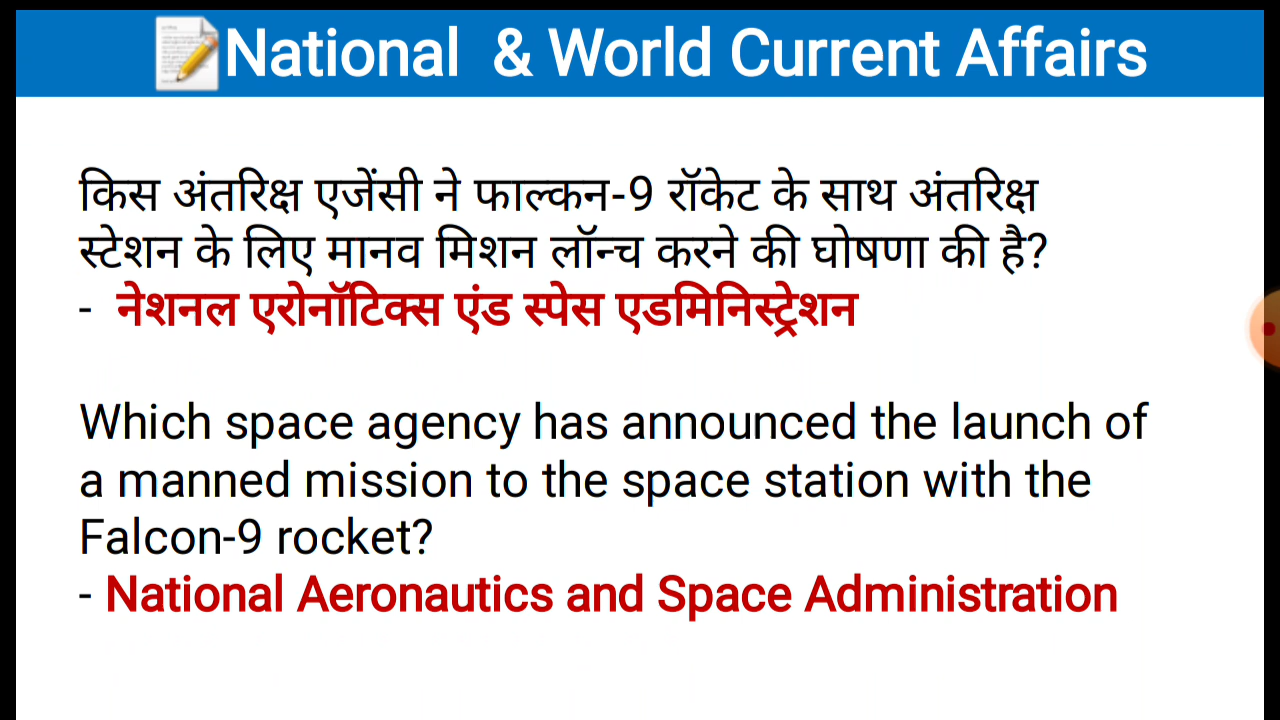 National & World Current Affairs
किस अंतरिक्ष एजेंसी ने फाल्कन-9 रॉकेट के साथ अंतरिक्ष
स्टेशन के लिए मानव मिशन लॉन्च करने की घोषणा की है?
- नेशनल एरोनॉटिक्स एंड स्पेस एडमिनिस्ट्रेशन
Which space agency has announced the launch of
a manned mission to the space station with the
Falcon-9 rocket?
- National Aeronautics and Space Administration